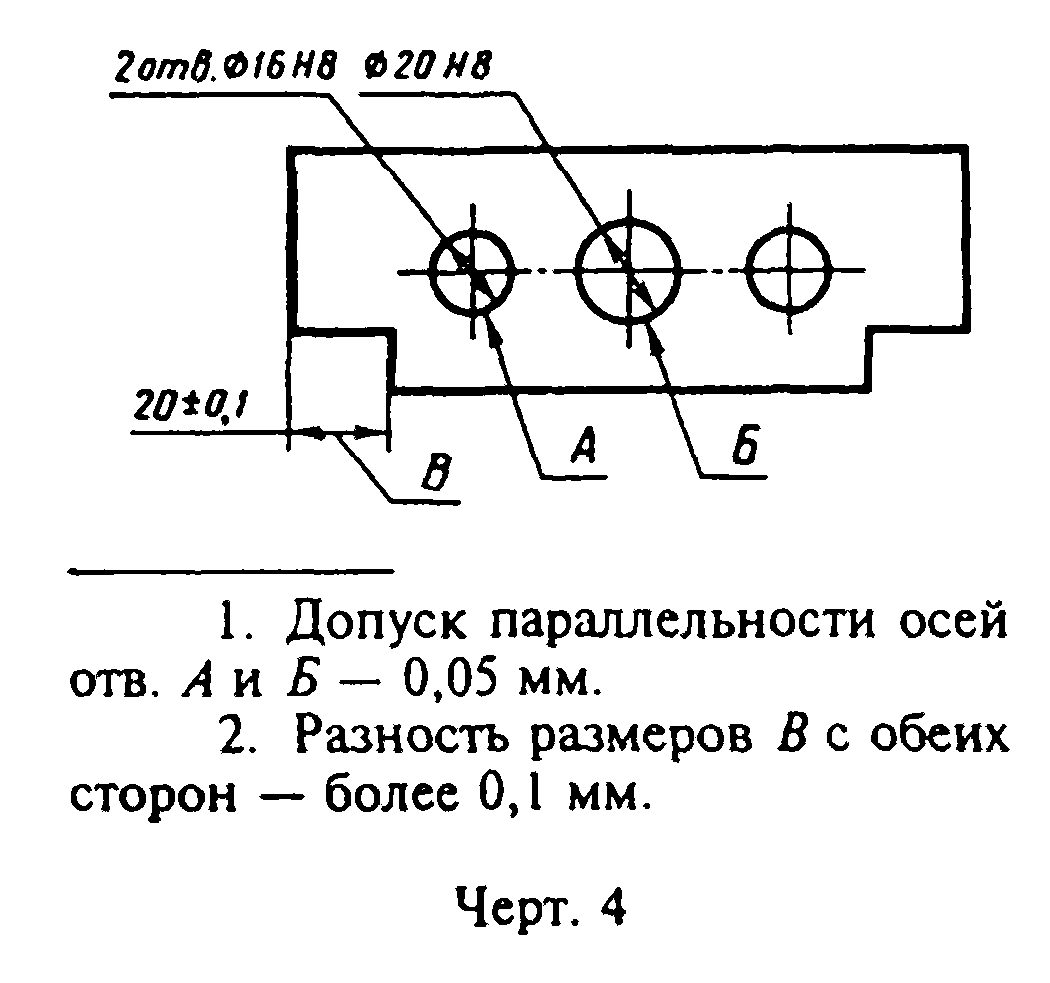 2отв. Ф16Н8 Ф20Н8
20±0,1
В
А
Б
1. Допуск параллельности осей
отв. А и Б — 0,05 мм.
2. Разность размеров В с обеих
сторон — более 0,1 мм.
Черт. 4